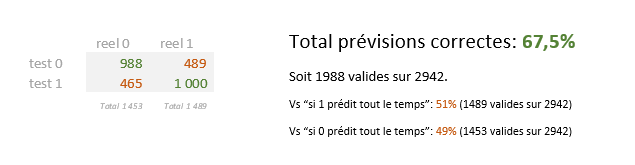 reel 0 reel 1
test 0 988 489
test 1 465 1 000
Total 1 453 Total 1 489
Total prévisions correctes: 67,5%
Soit 1988 valides sur 2942.
Vs “si 1 prédit tout le temps”: 51% (1489 valides sur 2942)
Vs “si 0 prédit tout le temps”: 49% (1453 valides sur 2942)